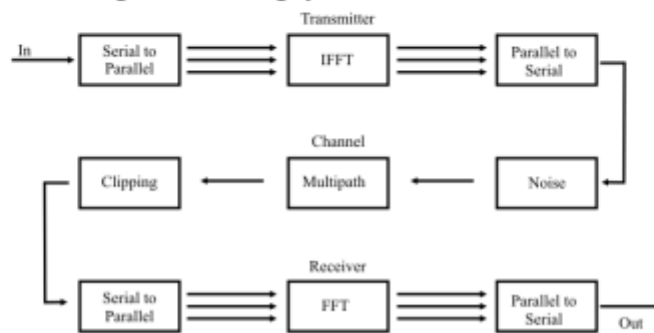 Transmitter
In
Serial to
Parallel
IFFT
Parallel to
Serial
Channel
Clipping
Multipath
Noise
Receiver
Serial to
Parallel
FFT
Parallel to
Serial
Out